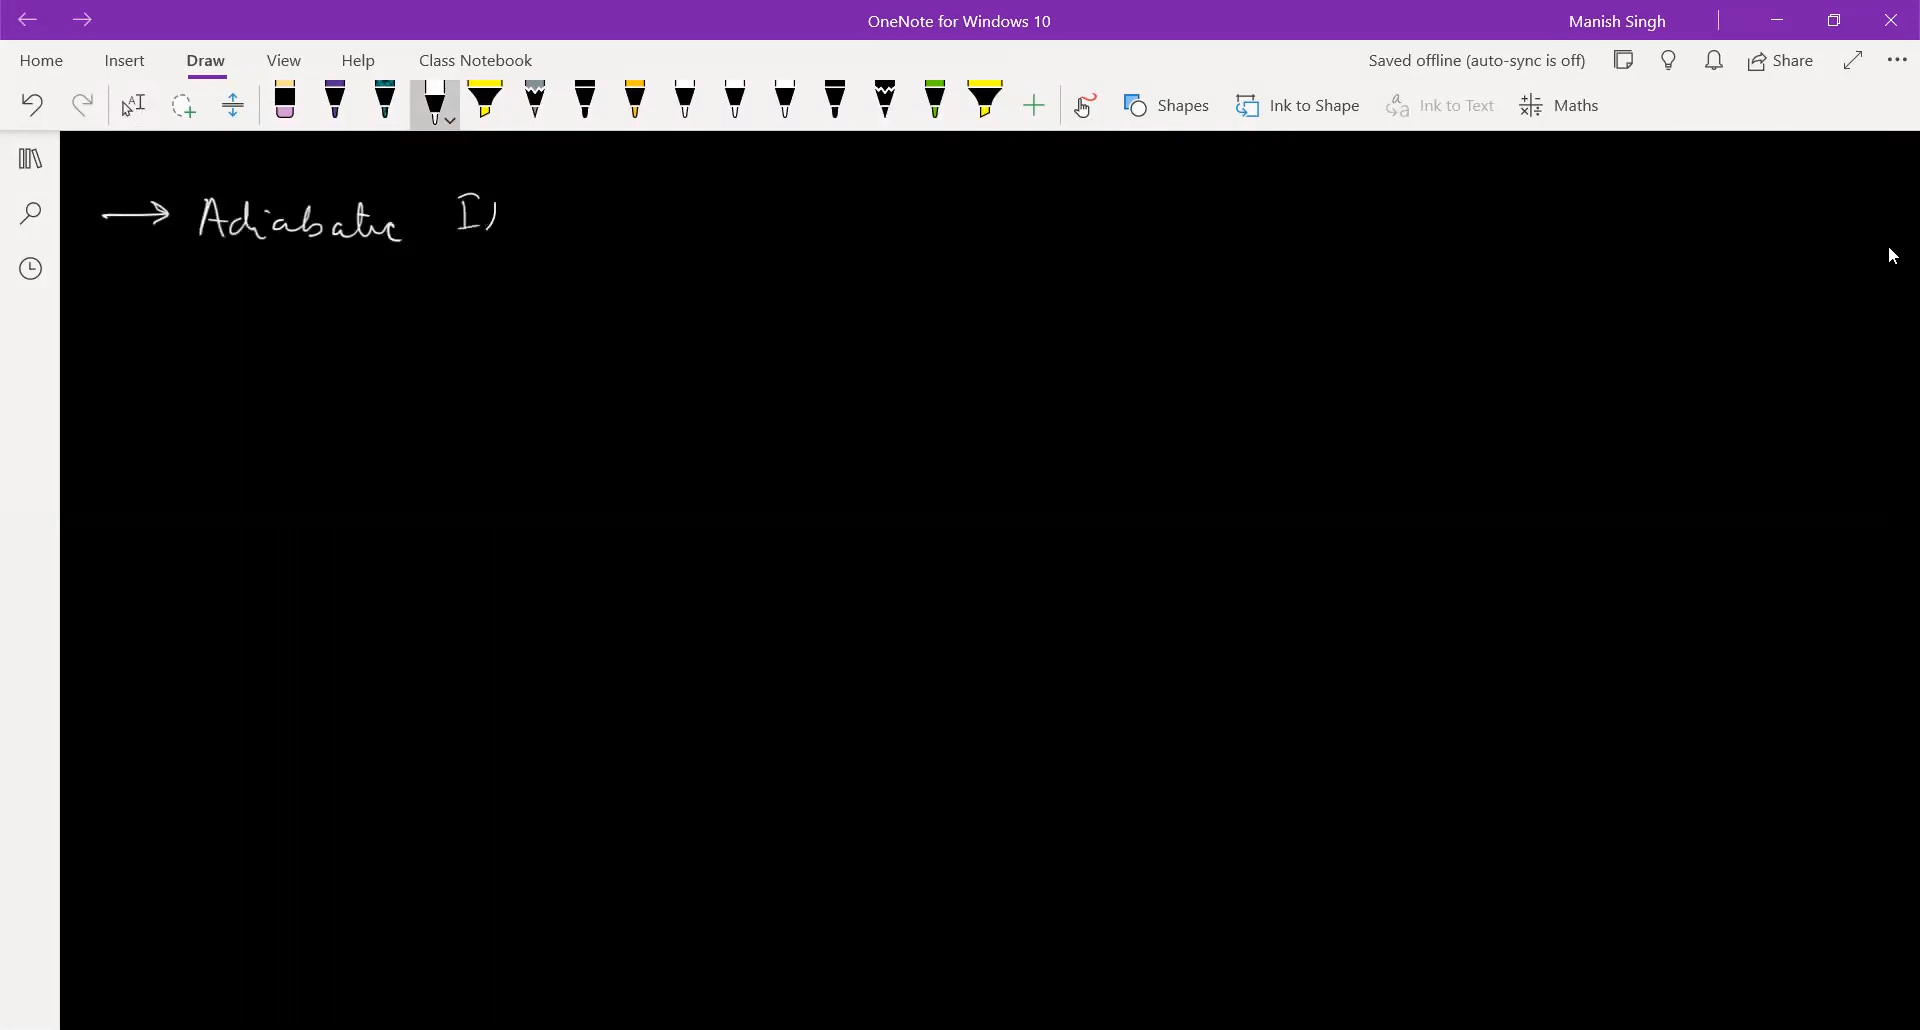 OneNote for Windows 10
Manish Singh
Home Insert Draw View Help Class Notebook
Saved offline (auto-sync is off) Share
Shapes Ink to Shape Ink to Text Maths
→ Adiabatic I